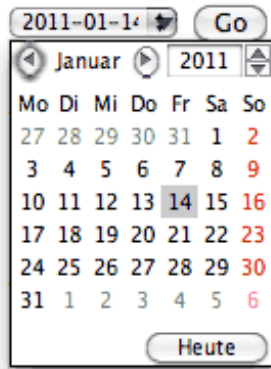 2011-01-14 Go
Januar 2011
Mo Di Mi Do Fr Sa So
27 28 29 30 31 1 2
3 4 5 6 7 8 9
10 11 12 13 14 15 16
17 18 19 20 21 22 23
24 25 26 27 28 29 30
31 1 2 3 4 5 6
Heute